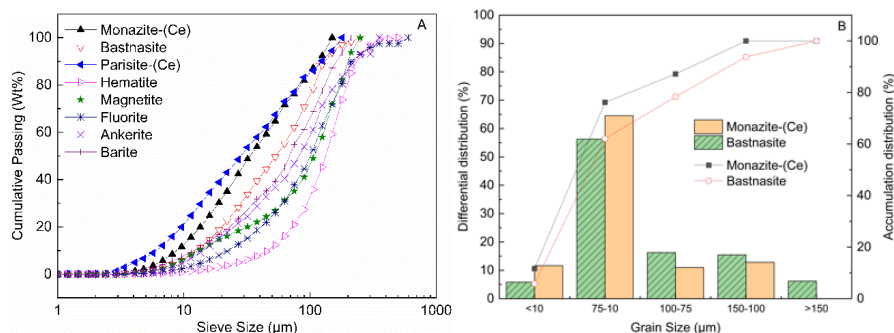 A
Cumulative Passing (Wt%)
100
80
60
40
20
0
Monazite-(Ce)
Bastnasite
Parisite-(Ce)
Hematite
Magnetite
Fluorite
Ankerite
Barite
1
10
100
1000
Sieve Size (μm)
B
Differential distribution (%)
100
90
80
70
60
50
40
30
20
10
0
Monazite-(Ce)
Bastnasite
Monazite-(Ce)
Bastnasite
100
80
60
40
20
0
Accumulation distribution (%)
<10
75-10
100-75
150-100
>150
Grain Size (μm)